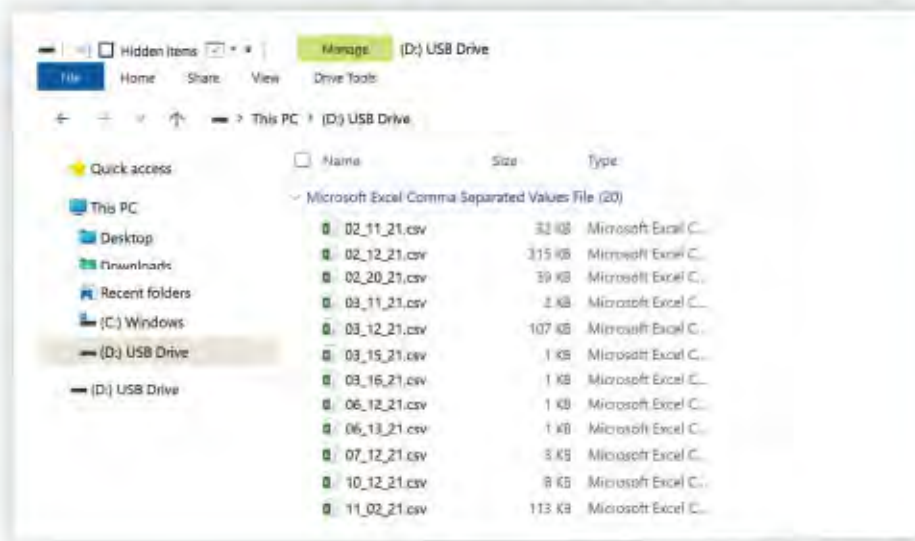 Hidden items Manage (D:) USB Drive
File Home Share View Drive Tools
This PC > (D:) USB Drive
Quick access
This PC
Desktop
Downloads
Recent folders
(C:) Windows
(D:) USB Drive
(D:) USB Drive
Name Size Type
Microsoft Excel Comma Separated Values File (20)
02_11_21.csv 32 KB Microsoft Excel C...
02_12_21.csv 315 KB Microsoft Excel C...
02_20_21.csv 39 KB Microsoft Excel C...
03_11_21.csv 2 KB Microsoft Excel C...
03_12_21.csv 107 KB Microsoft Excel C...
03_15_21.csv 1 KB Microsoft Excel C...
03_16_21.csv 1 KB Microsoft Excel C...
06_12_21.csv 1 KB Microsoft Excel C...
06_13_21.csv 1 KB Microsoft Excel C...
07_12_21.csv 3 KB Microsoft Excel C...
10_12_21.csv 8 KB Microsoft Excel C...
11_02_21.csv 113 KB Microsoft Excel C...